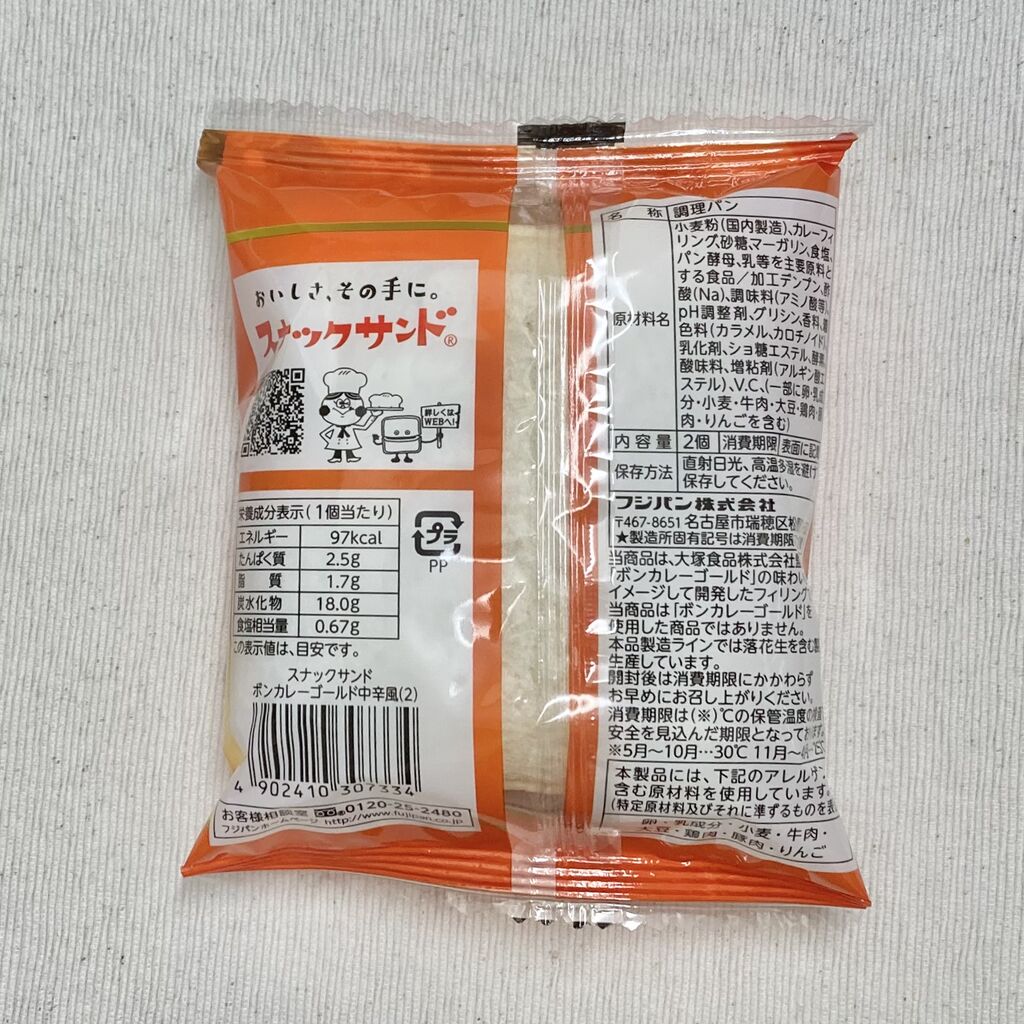 おいしさ、その手に。
スナックサンド®
詳しくは
WEBへ!
栄養成分表示(1個当たり)
エネルギー 97kcal
たんぱく質 2.5g
脂質 1.7g
炭水化物 18.0g
食塩相当量 0.67g
この表示値は、目安です。
プラ
PP
スナックサンド
ボンカレーゴールド中辛風(2)
4 902410 307334
お客様相談室 0120-25-2480
フジパンホームページ http://www.fujipan.co.jp
名称 調理パン
原材料名
小麦粉(国内製造)、カレーフィ
リング、砂糖、マーガリン、食塩、
パン酵母、乳等を主要原料と
する食品/加工デンプン、酢
酸(Na)、調味料(アミノ酸等)、
pH調整剤、グリシン、香料、着
色料(カラメル、カロチノイド)、
乳化剤、ショ糖エステル、酵素、
酸味料、増粘剤(アルギン酸エ
ステル)、V.C、(一部に卵・乳成
分・小麦・牛肉・大豆・鶏肉・豚
肉・りんごを含む)
内容量 2個 消費期限 表面に記
保存方法 直射日光、高温多湿を避け
保存してください。
フジパン株式会社
〒467-8651 名古屋市瑞穂区松
★製造所固有記号は消費期限
当商品は、大塚食品株式会社
「ボンカレーゴールド」の味わい
イメージして開発したフィリング
当商品は「ボンカレーゴールド」を
使用した商品ではありません。
本品製造ラインでは落花生を含む
生産しています。
開封後は消費期限にかかわらず
お早めにお召し上がりください。
消費期限は(※)℃の保管温度の
安全を見込んだ期限となっております。
※5月〜10月…30℃ 11月〜4月…25℃
本製品には、下記のアレルゲン
含む原材料を使用しています。
(特定原材料及びそれに準ずるものを表
卵・乳成分・小麦・牛肉・
大豆・鶏肉・豚肉・りんご